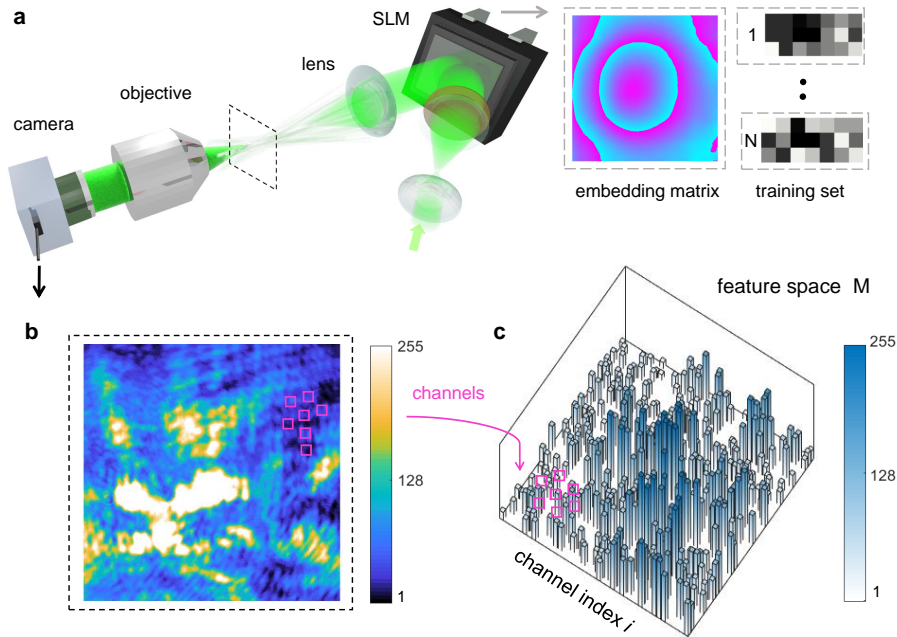 a
SLM
lens
objective
camera
1
N
embedding matrix
training set
feature space M
b
255
128
1
channels
c
255
128
1
channel index i